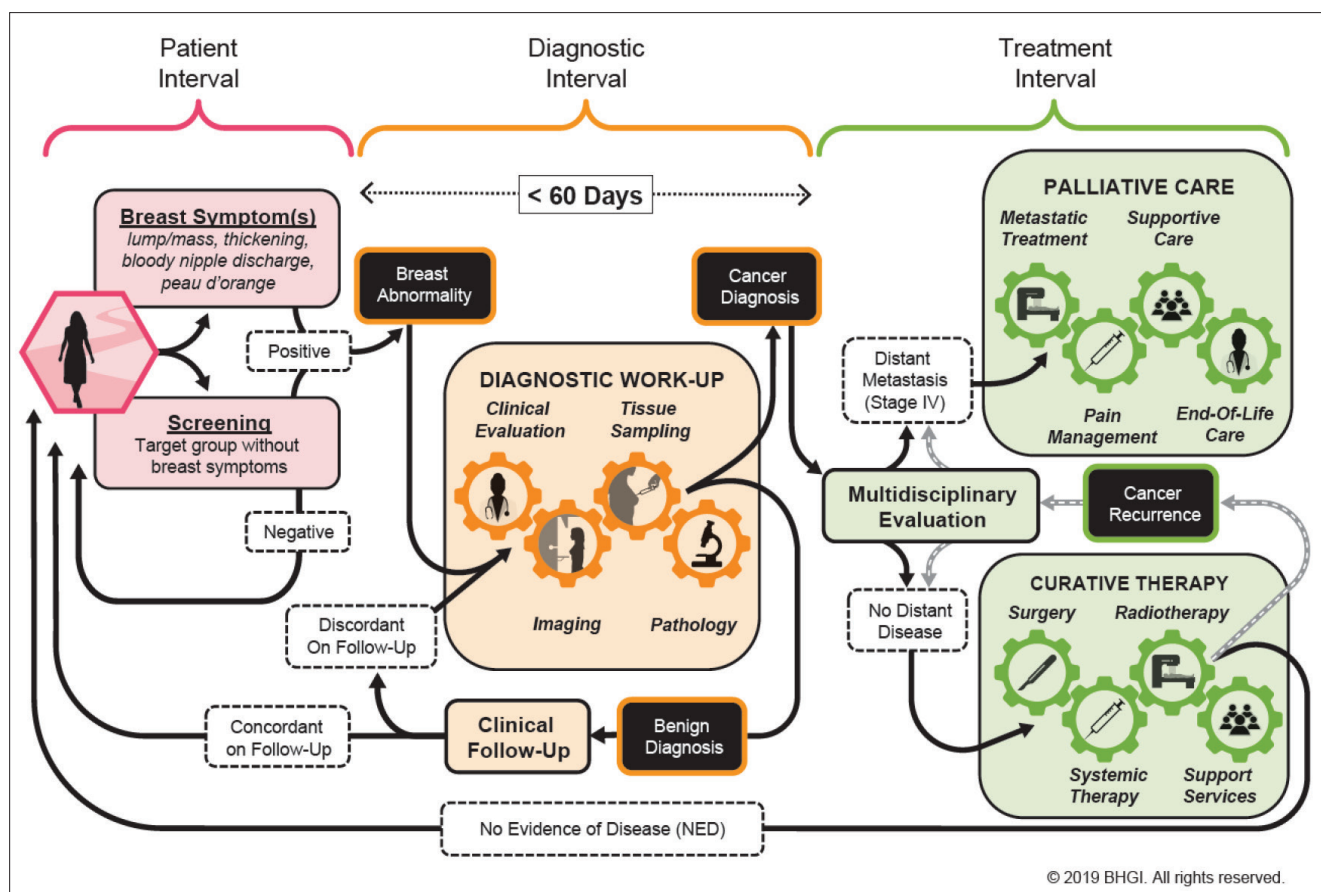 Patient
Interval
Diagnostic
Interval
Treatment
Interval
Breast Symptom(s)
lump/mass, thickening,
bloody nipple discharge,
peau d'orange
Positive
Screening
Target group without
breast symptoms
Negative
< 60 Days
Breast
Abnormality
Cancer
Diagnosis
DIAGNOSTIC WORK-UP
Clinical
Evaluation
Tissue
Sampling
Imaging
Pathology
Discordant
On Follow-Up
Concordant
on Follow-Up
Clinical
Follow-Up
Benign
Diagnosis
No Evidence of Disease (NED)
PALLIATIVE CARE
Metastatic
Treatment
Supportive
Care
Pain
Management
End-Of-Life
Care
Distant
Metastasis
(Stage IV)
Multidisciplinary
Evaluation
Cancer
Recurrence
No Distant
Disease
CURATIVE THERAPY
Surgery
Radiotherapy
Systemic
Therapy
Support
Services
© 2019 BHGI. All rights reserved.